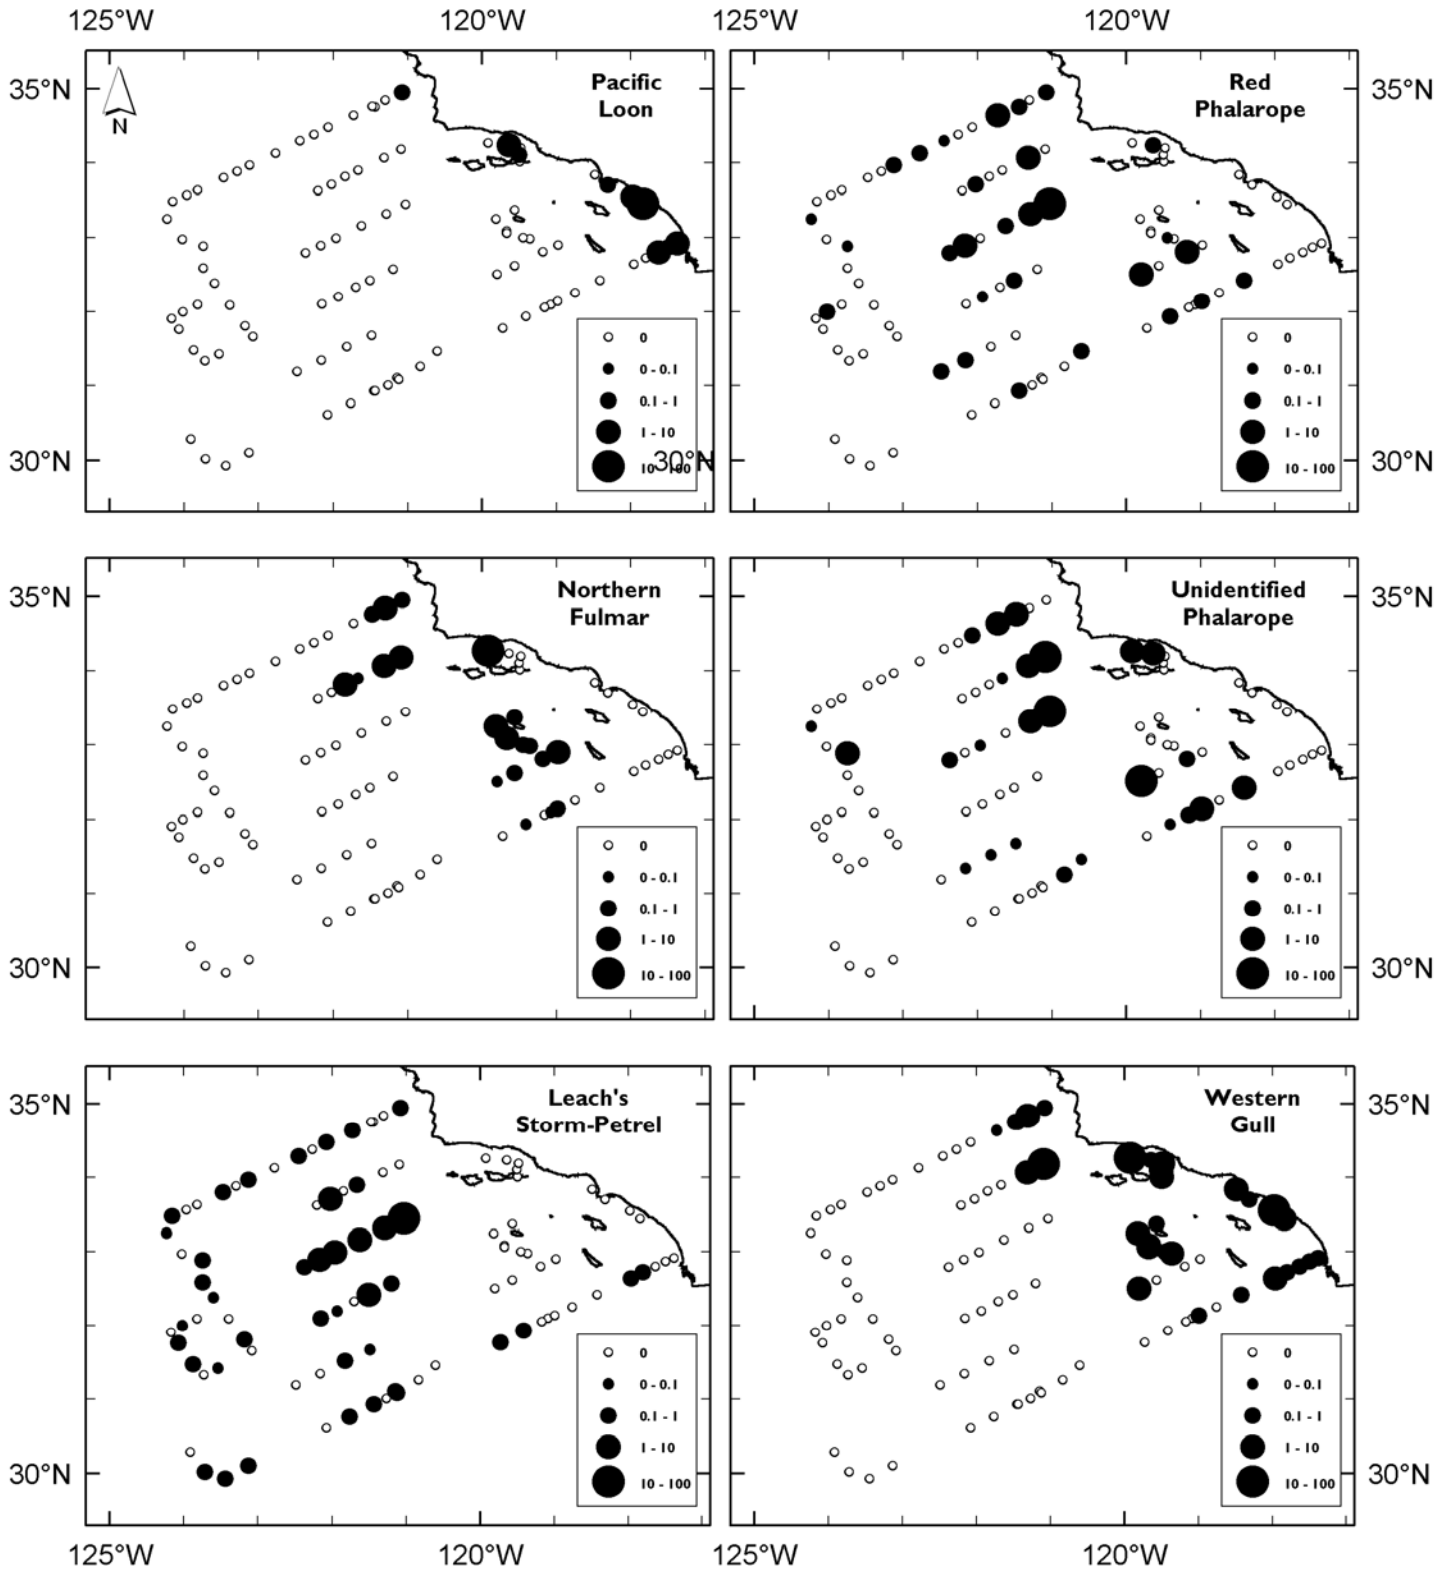 125°W 120°W 125°W 120°W
35°N Pacific Red 35°N
Loon Phalarope
N
0 0
0 - 0.1 0 - 0.1
0.1 - 1 0.1 - 1
1 - 10 1 - 10
30°N 10 - 100 30°N 10 - 100 30°N
35°N Northern Unidentified 35°N
Fulmar Phalarope
0 0
0 - 0.1 0 - 0.1
0.1 - 1 0.1 - 1
1 - 10 1 - 10
30°N 10 - 100 10 - 100 30°N
35°N Leach's Western 35°N
Storm-Petrel Gull
0 0
0 - 0.1 0 - 0.1
0.1 - 1 0.1 - 1
1 - 10 1 - 10
30°N 10 - 100 10 - 100 30°N
125°W 120°W 125°W 120°W